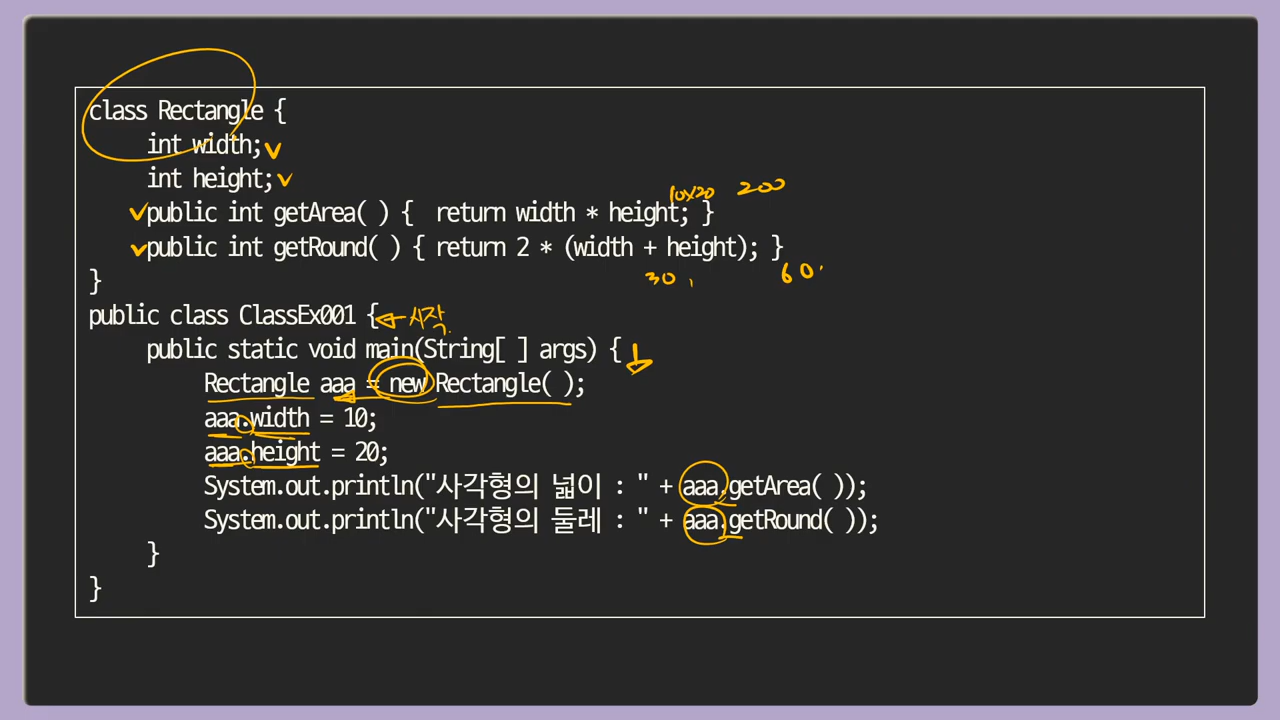 class Rectangle {
int width;
int height;
10x20 200
public int getArea( ) { return width * height; }
public int getRound( ) { return 2 * (width + height); }
30, 60.
}
public class ClassEx001 { 시작
public static void main(String[ ] args) {
Rectangle aaa = new Rectangle( );
aaa.width = 10;
aaa.height = 20;
System.out.println("사각형의 넓이 : " + aaa.getArea( ));
System.out.println("사각형의 둘레 : " + aaa.getRound( ));
}
}